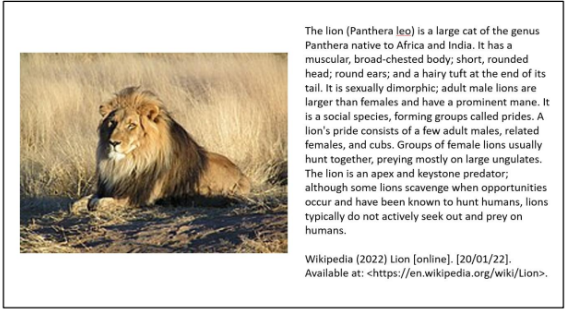 The lion (Panthera leo) is a large cat of the genus
Panthera native to Africa and India. It has a
muscular, broad-chested body; short, rounded
head; round ears; and a hairy tuft at the end of its
tail. It is sexually dimorphic; adult male lions are
larger than females and have a prominent mane. It
is a social species, forming groups called prides. A
lion's pride consists of a few adult males, related
females, and cubs. Groups of female lions usually
hunt together, preying mostly on large ungulates.
The lion is an apex and keystone predator;
although some lions scavenge when opportunities
occur and have been known to hunt humans, lions
typically do not actively seek out and prey on
humans.
Wikipedia (2022) Lion [online]. [20/01/22].
Available at: <https://en.wikipedia.org/wiki/Lion>.